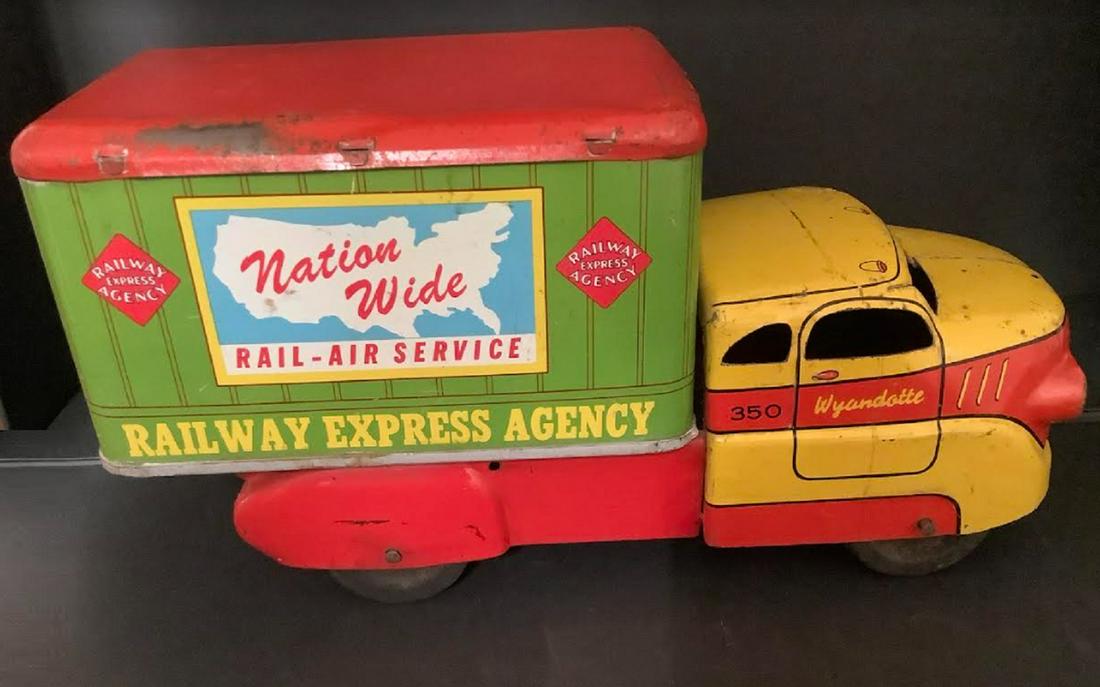 Nation
Wide
RAIL-AIR SERVICE
RAILWAY
EXPRESS
AGENCY
RAILWAY
EXPRESS
AGENCY
RAILWAY EXPRESS AGENCY
350
Wyandotte